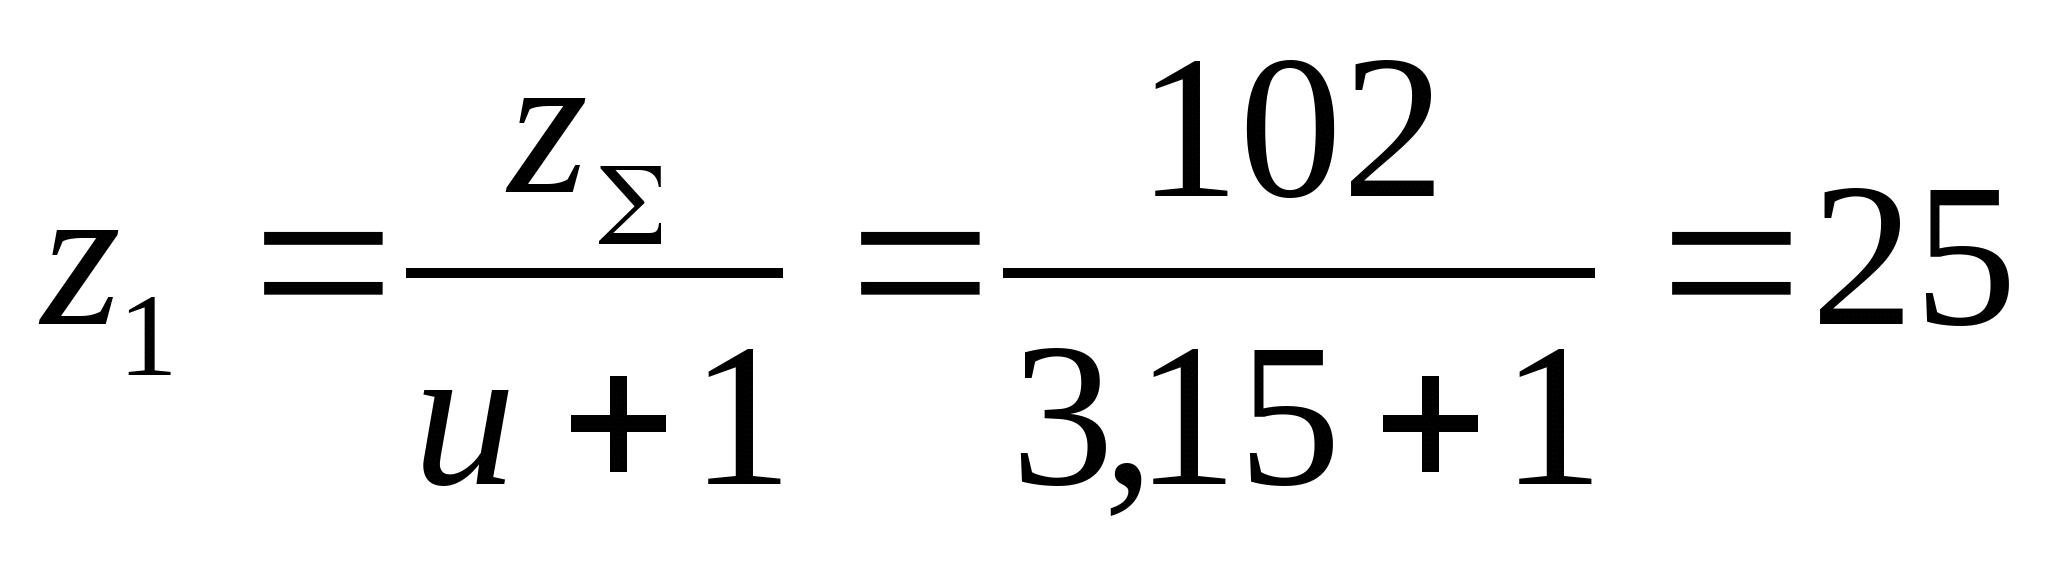 z₁ = z_Σ / (u + 1) = 102 / (3,15 + 1) = 25